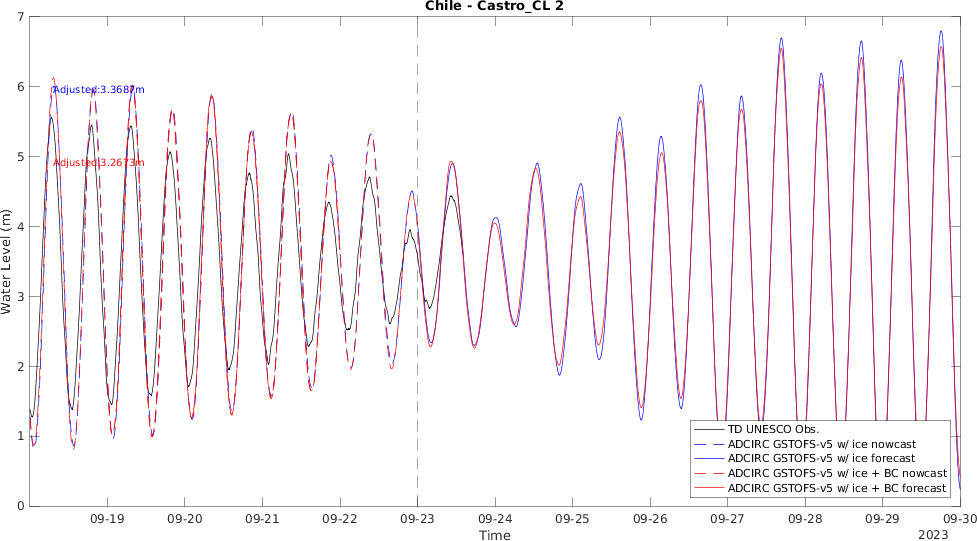 Chile - Castro_CL 2
7
6
5
4
3
2
1
0
Water Level (m)
Adjusted:3.3687m
Adjusted:3.2673m
TD UNESCO Obs.
ADCIRC GSTOFS-v5 w/ ice nowcast
ADCIRC GSTOFS-v5 w/ ice forecast
ADCIRC GSTOFS-v5 w/ ice + BC nowcast
ADCIRC GSTOFS-v5 w/ ice + BC forecast
09-19 09-20 09-21 09-22 09-23 09-24 09-25 09-26 09-27 09-28 09-29 09-30
Time
2023